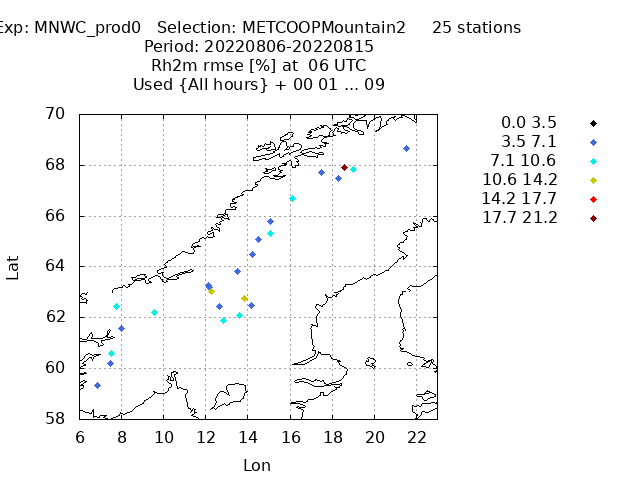 Exp: MNWC_prod0   Selection: METCOOPMountain2     25 stations
Period: 20220806-20220815
Rh2m rmse [%] at  06 UTC
Used {All hours} + 00 01 ... 09
70
68
66
64
62
60
58
Lat
6 8 10 12 14 16 18 20 22
Lon
0.0 3.5
3.5 7.1
7.1 10.6
10.6 14.2
14.2 17.7
17.7 21.2